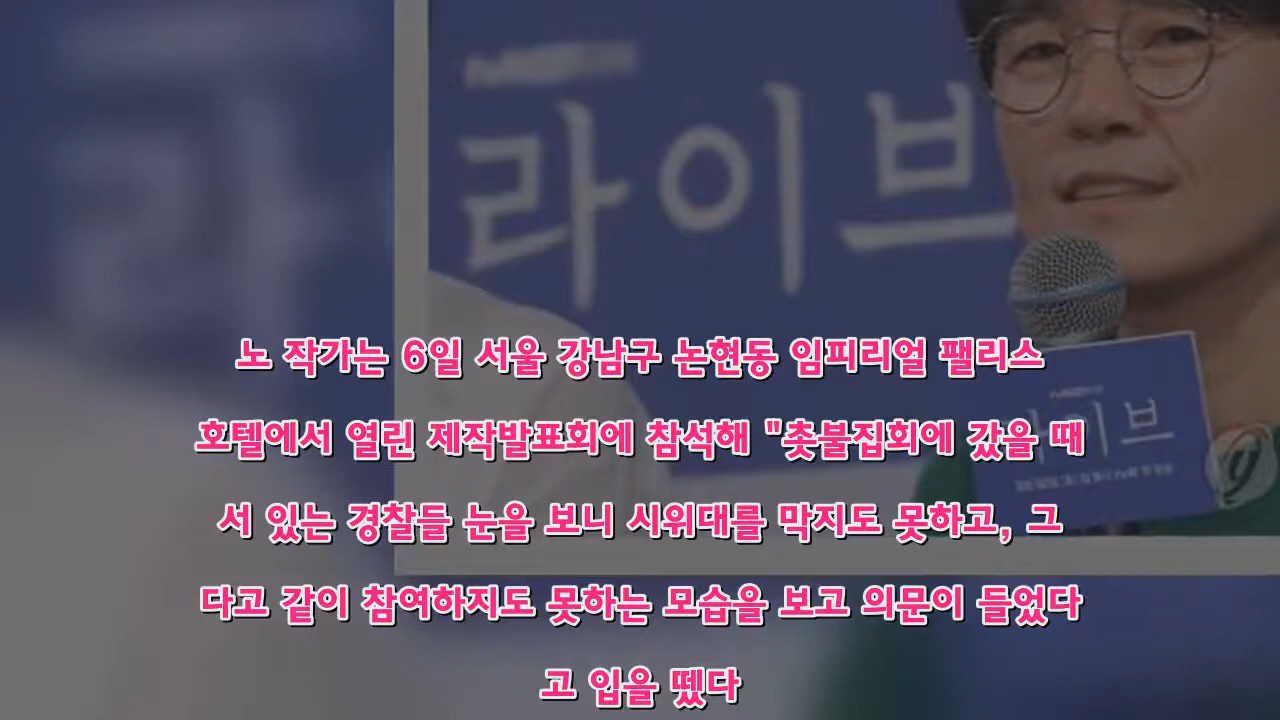 라이브
노 작가는 6일 서울 강남구 논현동 임피리얼 팰리스
호텔에서 열린 제작발표회에 참석해 "촛불집회에 갔을 때
서 있는 경찰들 눈을 보니 시위대를 막지도 못하고, 그
다고 같이 참여하지도 못하는 모습을 보고 의문이 들었다
고 입을 뗐다
라이브